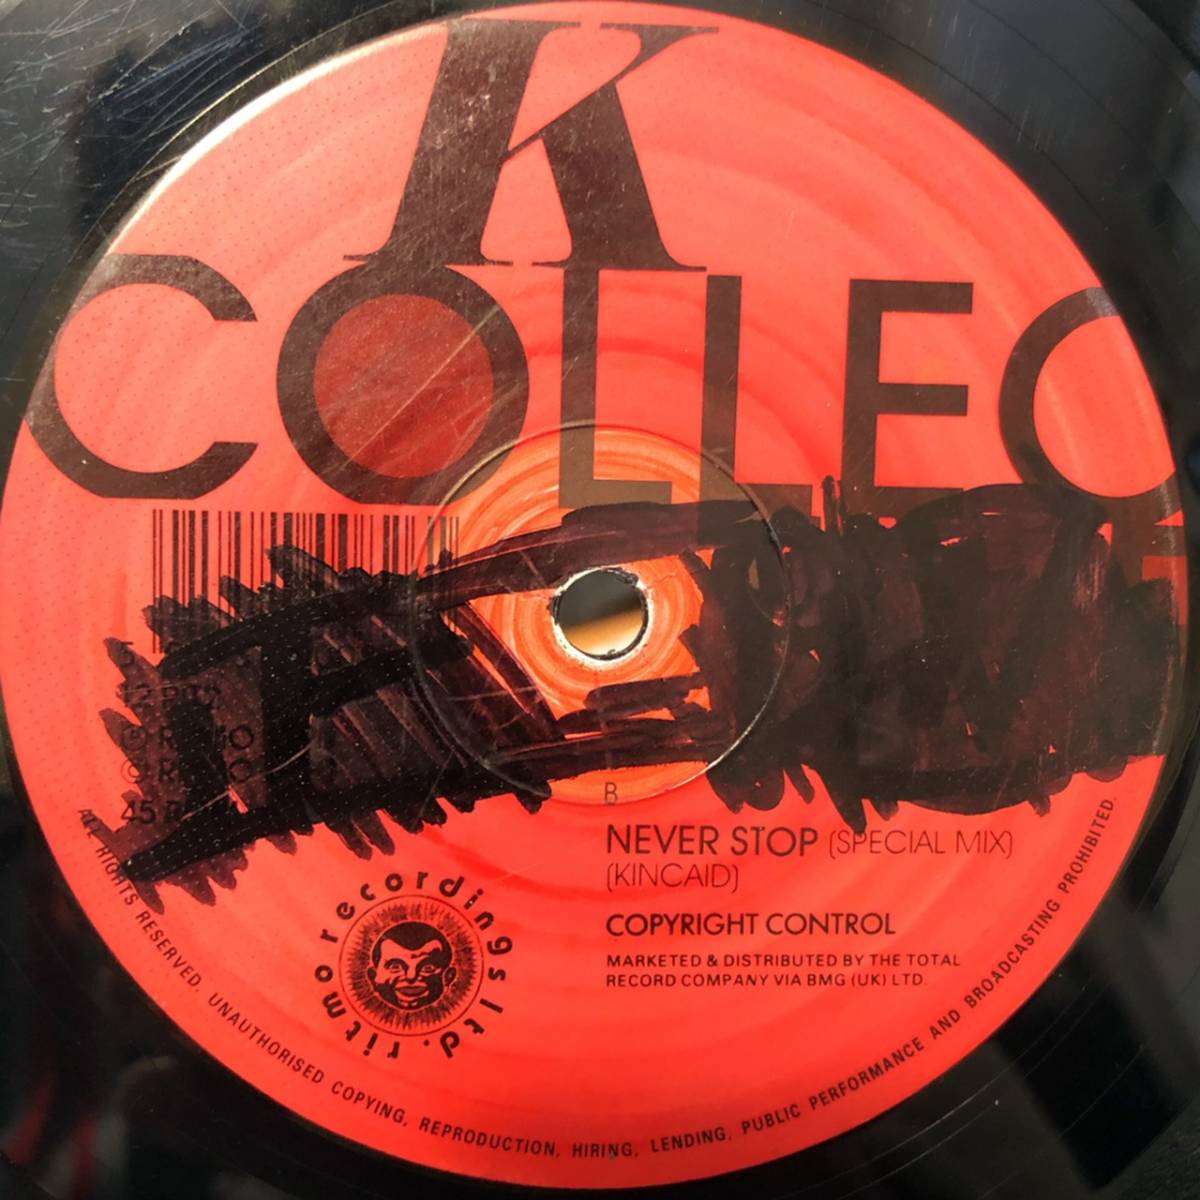 K
COLLEC
B
NEVER STOP (SPECIAL MIX)
(KINCAID)
COPYRIGHT CONTROL
MARKETED & DISTRIBUTED BY THE TOTAL
RECORD COMPANY VIA BMG (UK) LTD.
ritmo recordings ltd.
ALL RIGHTS RESERVED. UNAUTHORISED COPYING, REPRODUCTION, HIRING, LENDING, PUBLIC PERFORMANCE AND BROADCASTING PROHIBITED.